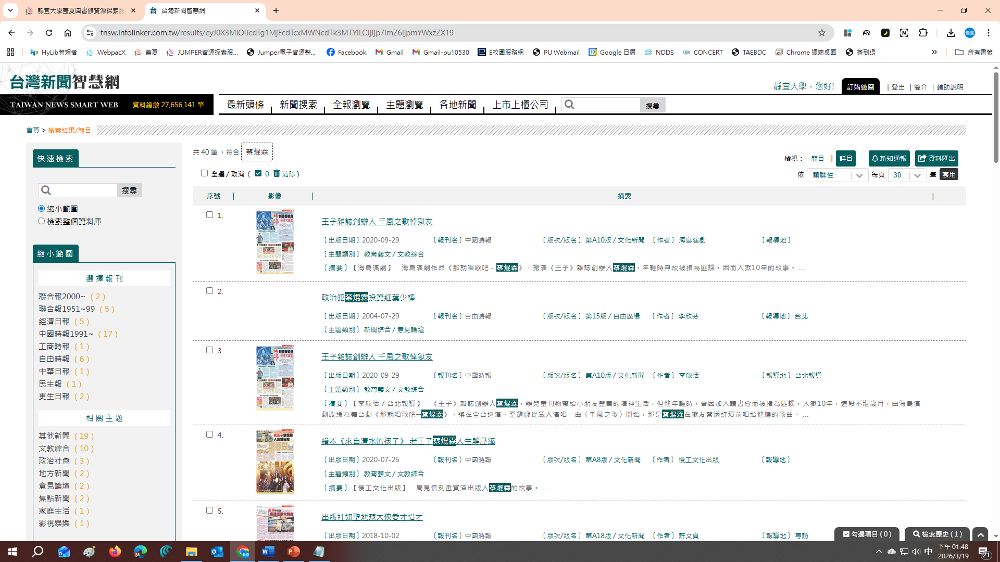 靜宜大學蓋夏圖書館資源探索服
台灣新聞智慧網
tnsw.infolinker.com.tw/results/eyJ0X3MiOiJcdTg1MjFcdTcxMWNcdTk3MTYiLCJjIjp7ImZ6IjpmYWxzZX19
HyLib管理者 WebpacX 蓋夏 JUMPER資源探索服... Jumper電子資源整... Facebook Gmail Gmail-pu10530 E校園服務網 PU Webmail Google 日曆 NDDS CONCERT TAEBDC Chrome 遠端桌面 簽到退 » 所有書籤
台灣新聞智慧網
靜宜大學，您好! 訂購範圍 | 登出 | 簡介 | 輔助說明
TAIWAN NEWS SMART WEB 資料總數 27,656,141 筆
最新頭條 新聞搜索 全報瀏覽 主題瀏覽 各地新聞 上市上櫃公司 搜尋
首頁 > 檢索結果/簡目
快速檢索
搜尋
縮小範圍
檢索整個資料庫
縮小範圍
選擇報刊
聯合報2000~ ( 2 )
聯合報1951~99 ( 5 )
經濟日報 ( 5 )
中國時報1991~ ( 17 )
工商時報 ( 1 )
自由時報 ( 6 )
中華日報 ( 1 )
民生報 ( 1 )
更生日報 ( 2 )
相關主題
其他新聞 ( 19 )
文教綜合 ( 10 )
政治社會 ( 3 )
地方新聞 ( 2 )
意見論壇 ( 2 )
焦點新聞 ( 2 )
家庭生活 ( 1 )
影視娛樂 ( 1 )
共 40 筆 ，符合 蔡焜霖
檢視： 簡目 | 詳目 新知通報 資料匯出
全選 / 取消 ( 0 清除 )
依 關聯性 每頁 30 筆 套用
序號 | 影像 | 摘要 |
1.
王子雜誌創辦人 千風之歌悼獄友
〔出版日期〕2020-09-29 〔報刊名〕中國時報 〔版次/版名〕 第A10版 / 文化新聞 〔作者〕 海島演劇 〔報導地〕
〔主題類別〕 教育藝文 / 文教綜合
〔摘要〕【海島演劇】 海島演劇作品《那就唱歌吧 - 蔡焜霖》，搬演《王子》雜誌創辦人蔡焜霖，年輕時無故被指為匪諜，因而入獄10年的故事。 ...
2.
政治犯蔡焜霖投資紅葉少棒
〔出版日期〕2004-07-29 〔報刊名〕自由時報 〔版次/版名〕 第15版 / 自由廣場 〔作者〕 李欣芬 〔報導地〕 台北
〔主題類別〕 新聞綜合 / 意見論壇
3.
王子雜誌創辦人 千風之歌悼獄友
〔出版日期〕2020-09-29 〔報刊名〕中國時報 〔版次/版名〕 第A10版 / 文化新聞 〔作者〕 李欣恬 〔報導地〕 台北報導
〔主題類別〕 教育藝文 / 文教綜合
〔摘要〕【李欣恬 / 台北報導】 《王子》雜誌創辦人蔡焜霖，辦兒童刊物帶給小朋友豐富的精神生活，但他年輕時，曾因加入讀書會而被指為匪諜，入獄10年，這段不堪歲月，由海島演
劇改編為舞台劇《那就唱歌吧─蔡焜霖》，將在全台巡演，整齣戲從眾人演唱一曲〈千風之歌〉開始，那是蔡焜霖在獄友蔡炳紅墳前唱給他聽的歌曲。 ...
4.
繪本《來自清水的孩子》 老王子蔡焜霖人生解壓縮
〔出版日期〕2020-07-26 〔報刊名〕中國時報 〔版次/版名〕 第A8版 / 文化新聞 〔作者〕 慢工文化出版 〔報導地〕
〔主題類別〕 教育藝文 / 文教綜合
〔摘要〕【慢工文化出版】 周見信刻畫資深出版人蔡焜霖的故事。 ...
5.
出版社如聖地蔡大俠愛才惜才
〔出版日期〕2018-10-02 〔報刊名〕中國時報 〔版次/版名〕 第A18版 / 文化新聞 〔作者〕 許文貞 〔報導地〕 專訪
勾選項目 ( 0 ) 檢索歷史 ( 1 )
中 下午 01:48
2026/3/19
21